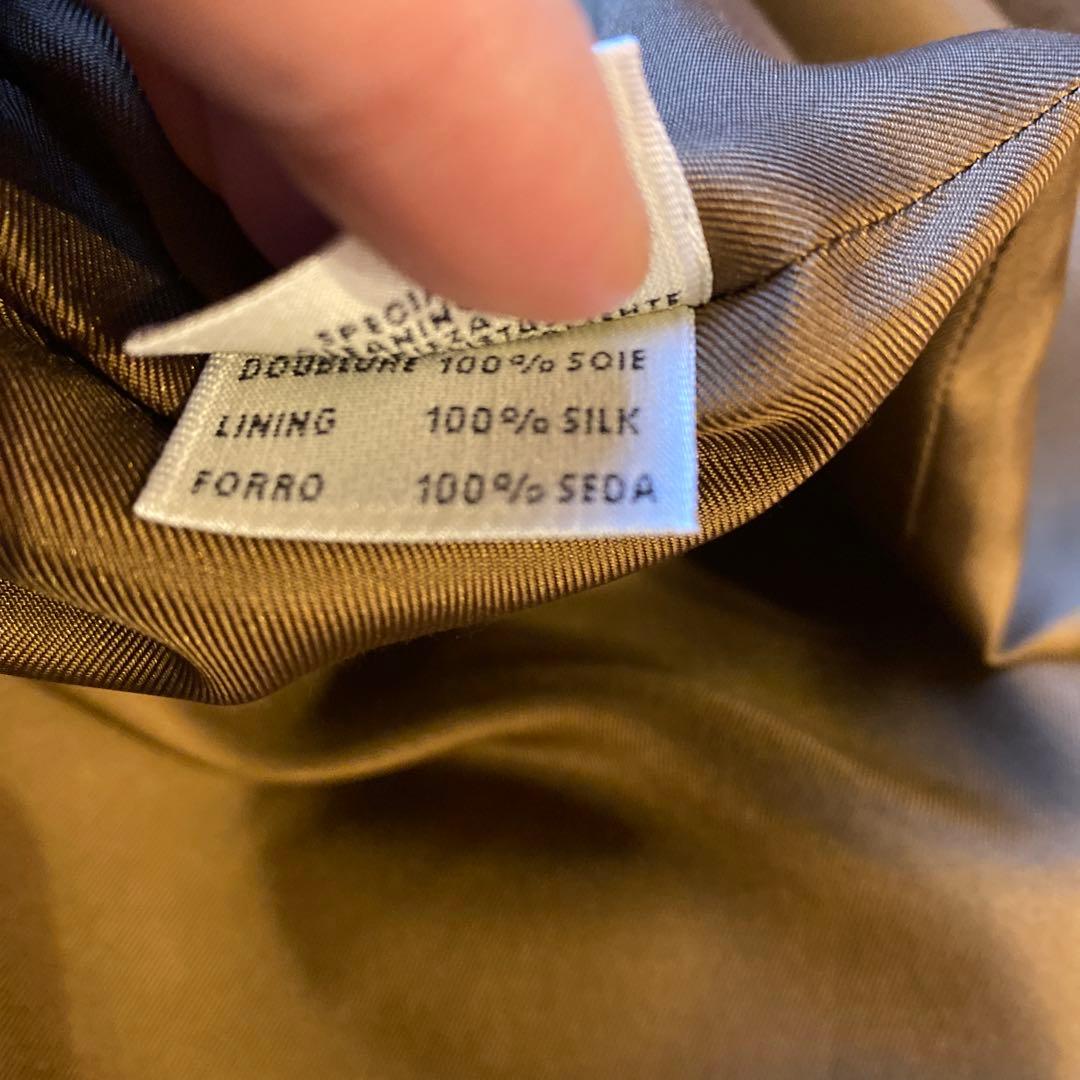 DOUBLURE 100% SOIE
LINING 100% SILK
FORRO 100% SEDA